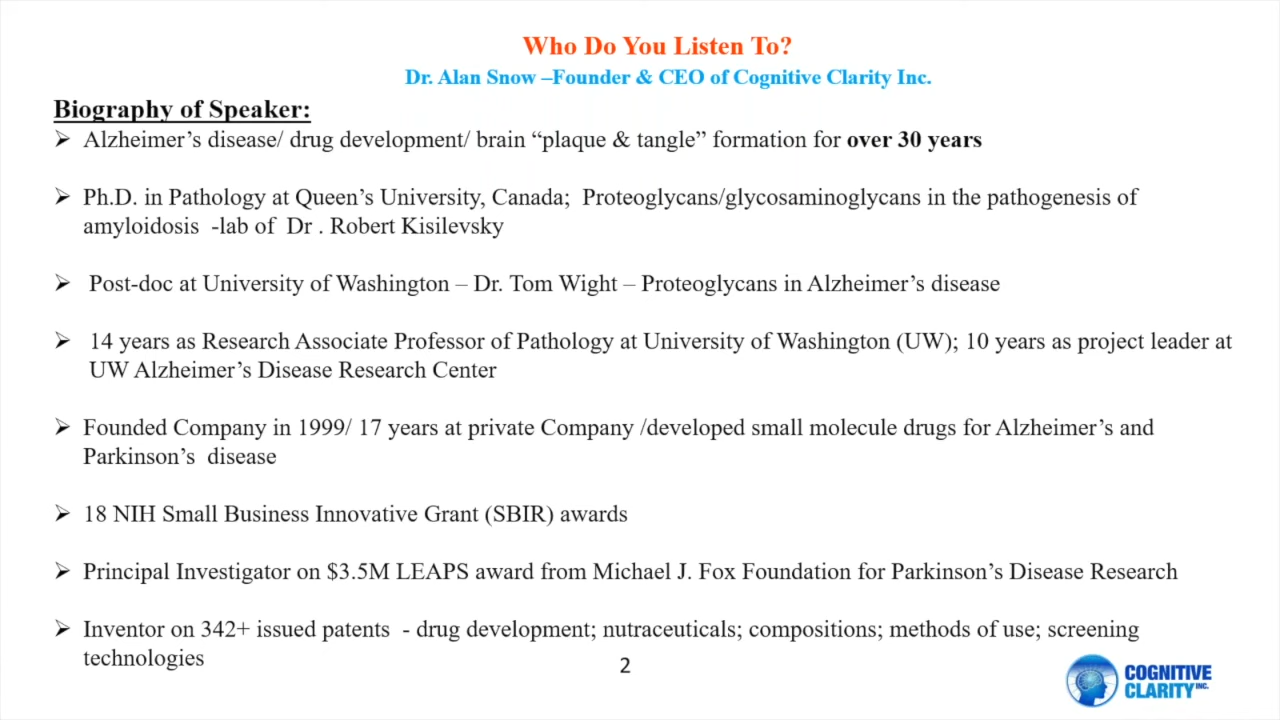 Who Do You Listen To?
Dr. Alan Snow –Founder & CEO of Cognitive Clarity Inc.
Biography of Speaker:
➢ Alzheimer’s disease/ drug development/ brain “plaque & tangle” formation for over 30 years
➢ Ph.D. in Pathology at Queen’s University, Canada;  Proteoglycans/glycosaminoglycans in the pathogenesis of
amyloidosis  -lab of  Dr . Robert Kisilevsky
➢ Post-doc at University of Washington – Dr. Tom Wight – Proteoglycans in Alzheimer’s disease
➢ 14 years as Research Associate Professor of Pathology at University of Washington (UW); 10 years as project leader at
UW Alzheimer’s Disease Research Center
➢ Founded Company in 1999/ 17 years at private Company /developed small molecule drugs for Alzheimer’s and
Parkinson’s  disease
➢ 18 NIH Small Business Innovative Grant (SBIR) awards
➢ Principal Investigator on $3.5M LEAPS award from Michael J. Fox Foundation for Parkinson’s Disease Research
➢ Inventor on 342+ issued patents  - drug development; nutraceuticals; compositions; methods of use; screening
technologies
2
COGNITIVE
CLARITY INC.